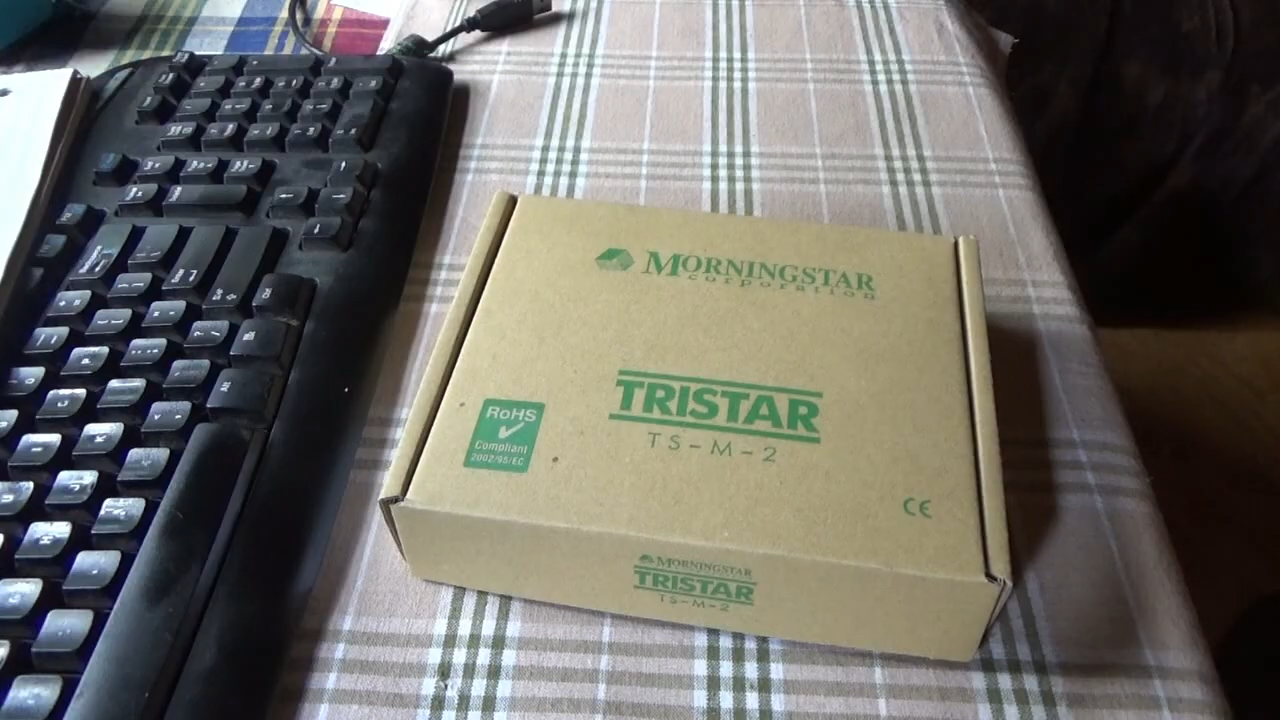 MORNINGSTAR
corporation
TRISTAR
TS-M-2
RoHS
Compliant
2002/95/EC
CE
MORNINGSTAR
TRISTAR
TS-M-2